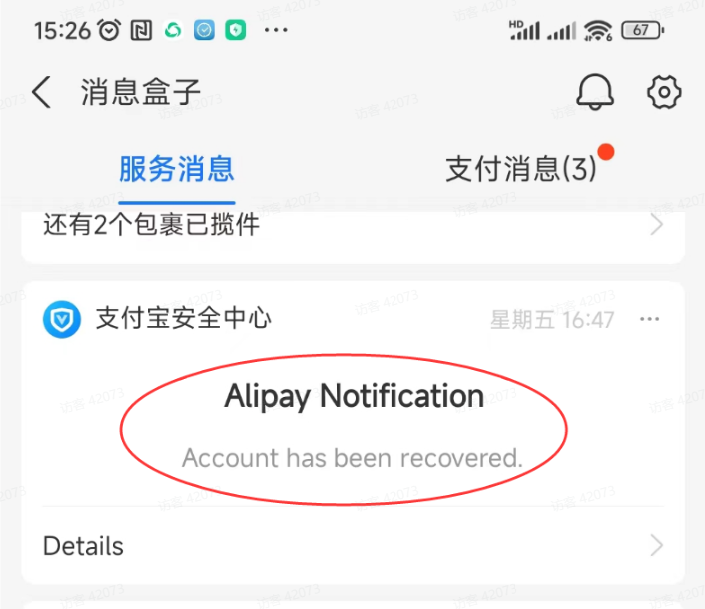 15:26 HD 6 67
消息盒子
服务消息 支付消息(3)
还有2个包裹已揽件
支付宝安全中心 星期五 16:47
Alipay Notification
Account has been recovered.
Details
访客 42073